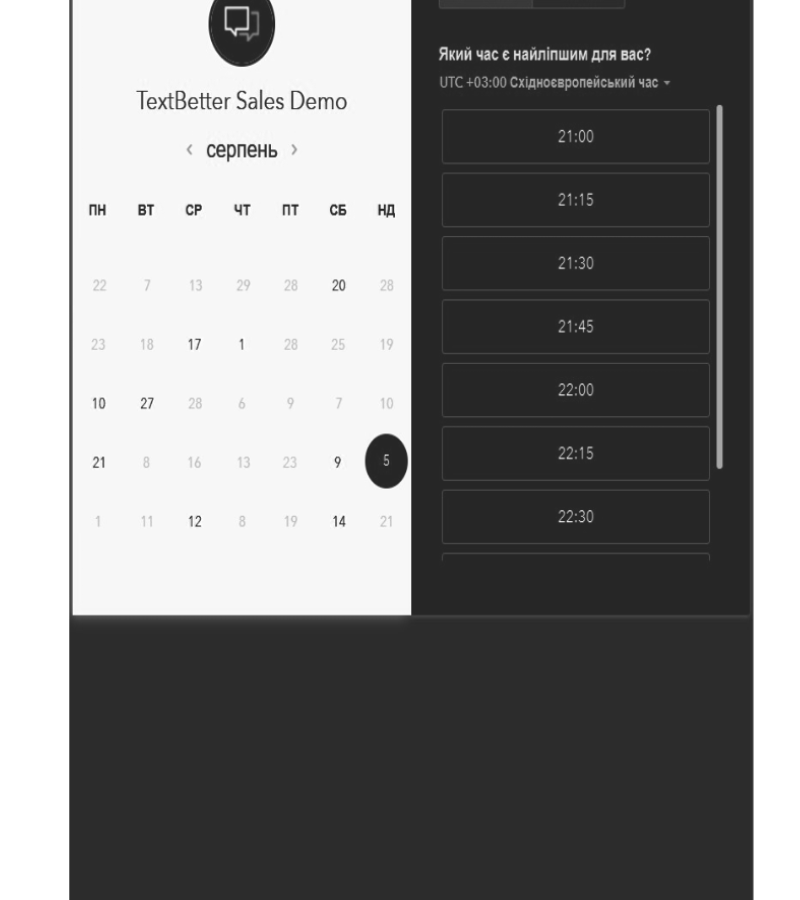 TextBetter Sales Demo
‹ серпень ›
ПН ВТ СР ЧТ ПТ СБ НД
22 7 13 29 28 20 28
23 18 17 1 28 25 19
10 27 28 6 9 7 10
21 8 16 13 23 9 5
1 11 12 8 19 14 21
Який час є найліпшим для вас?
UTC +03:00 Східноєвропейський час
21:00
21:15
21:30
21:45
22:00
22:15
22:30